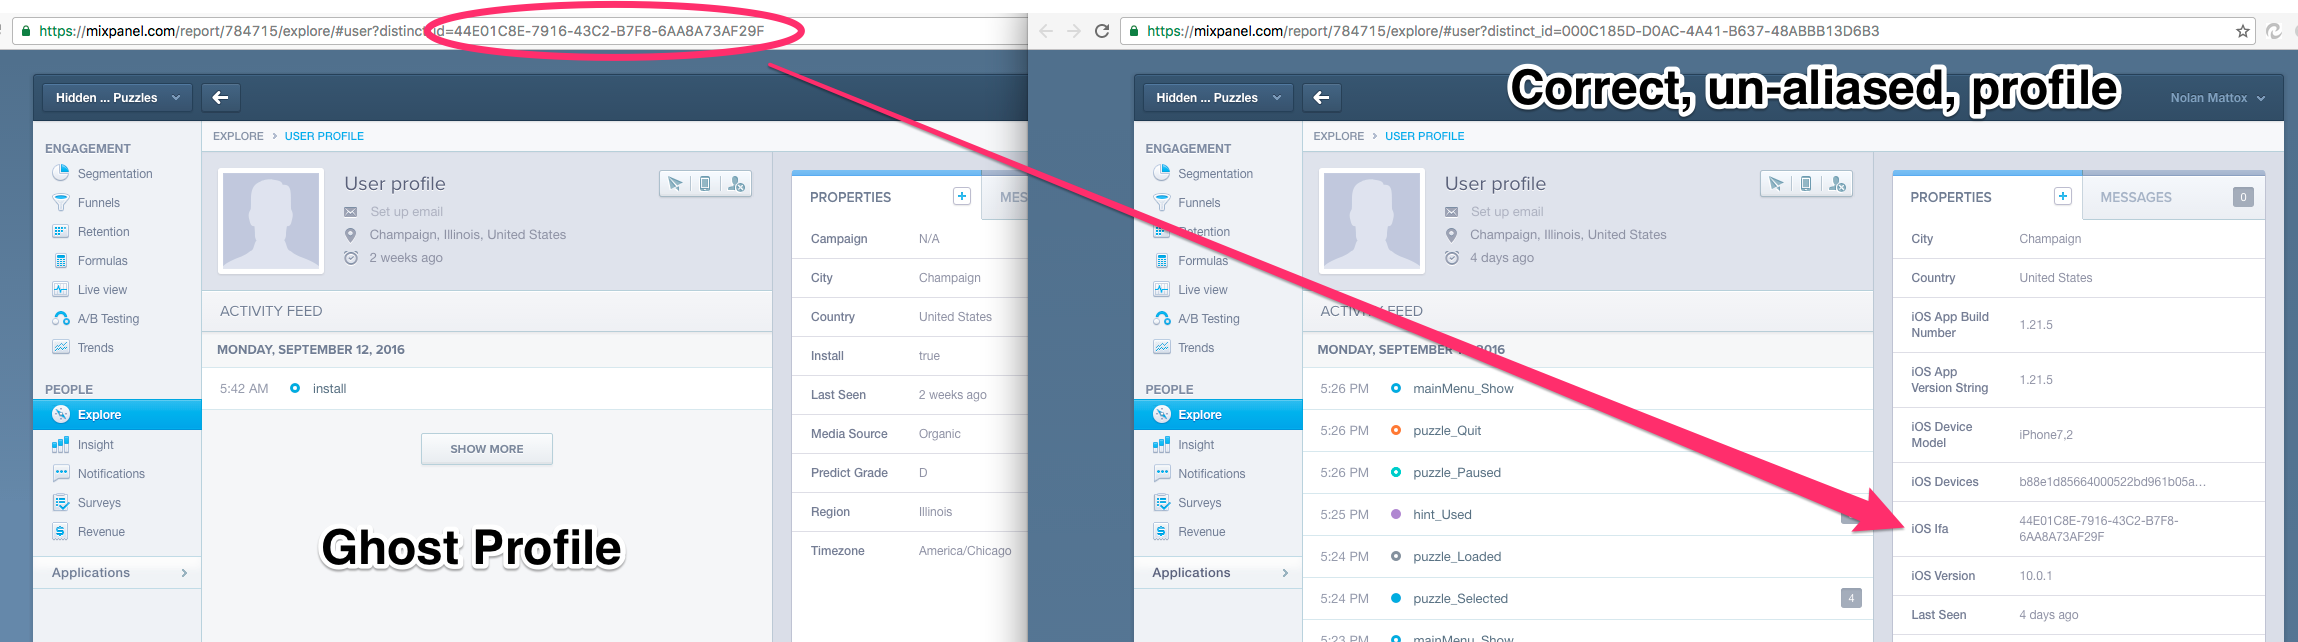 https://mixpanel.com/report/784715/explore/#user?distinct_id=44E01C8E-7916-43C2-B7F8-6AA8A73AF29F
Hidden ... Puzzles
EXPLORE > USER PROFILE
ENGAGEMENT
Segmentation
Funnels
Retention
Formulas
Live view
A/B Testing
Trends
PEOPLE
Explore
Insight
Notifications
Surveys
Revenue
Applications
User profile
Set up email
Champaign, Illinois, United States
2 weeks ago
ACTIVITY FEED
MONDAY, SEPTEMBER 12, 2016
5:42 AM install
SHOW MORE
Ghost Profile
PROPERTIES + MES
Campaign N/A
City Champaign
Country United States
Install true
Last Seen 2 weeks ago
Media Source Organic
Predict Grade D
Region Illinois
Timezone America/Chicago
https://mixpanel.com/report/784715/explore/#user?distinct_id=000C185D-D0AC-4A41-B637-48ABBB13D6B3
Correct, un-aliased, profile
Hidden ... Puzzles
Nolan Mattox
EXPLORE > USER PROFILE
ENGAGEMENT
Segmentation
Funnels
Retention
Formulas
Live view
A/B Testing
Trends
PEOPLE
Explore
Insight
Notifications
Surveys
Revenue
Applications
User profile
Set up email
Champaign, Illinois, United States
4 days ago
ACTIVITY FEED
MONDAY, SEPTEMBER 2016
5:26 PM mainMenu_Show
5:26 PM puzzle_Quit
5:26 PM puzzle_Paused
5:25 PM hint_Used
5:24 PM puzzle_Loaded
5:24 PM puzzle_Selected 4
5:23 PM mainMenu_Show
PROPERTIES + MESSAGES 0
City Champaign
Country United States
iOS App Build
Number 1.21.5
iOS App
Version String 1.21.5
iOS Device
Model iPhone7,2
iOS Devices b88e1d85664000522bd961b05a...
iOS Ifa 44E01C8E-7916-43C2-B7F8-
6AA8A73AF29F
iOS Version 10.0.1
Last Seen 4 days ago